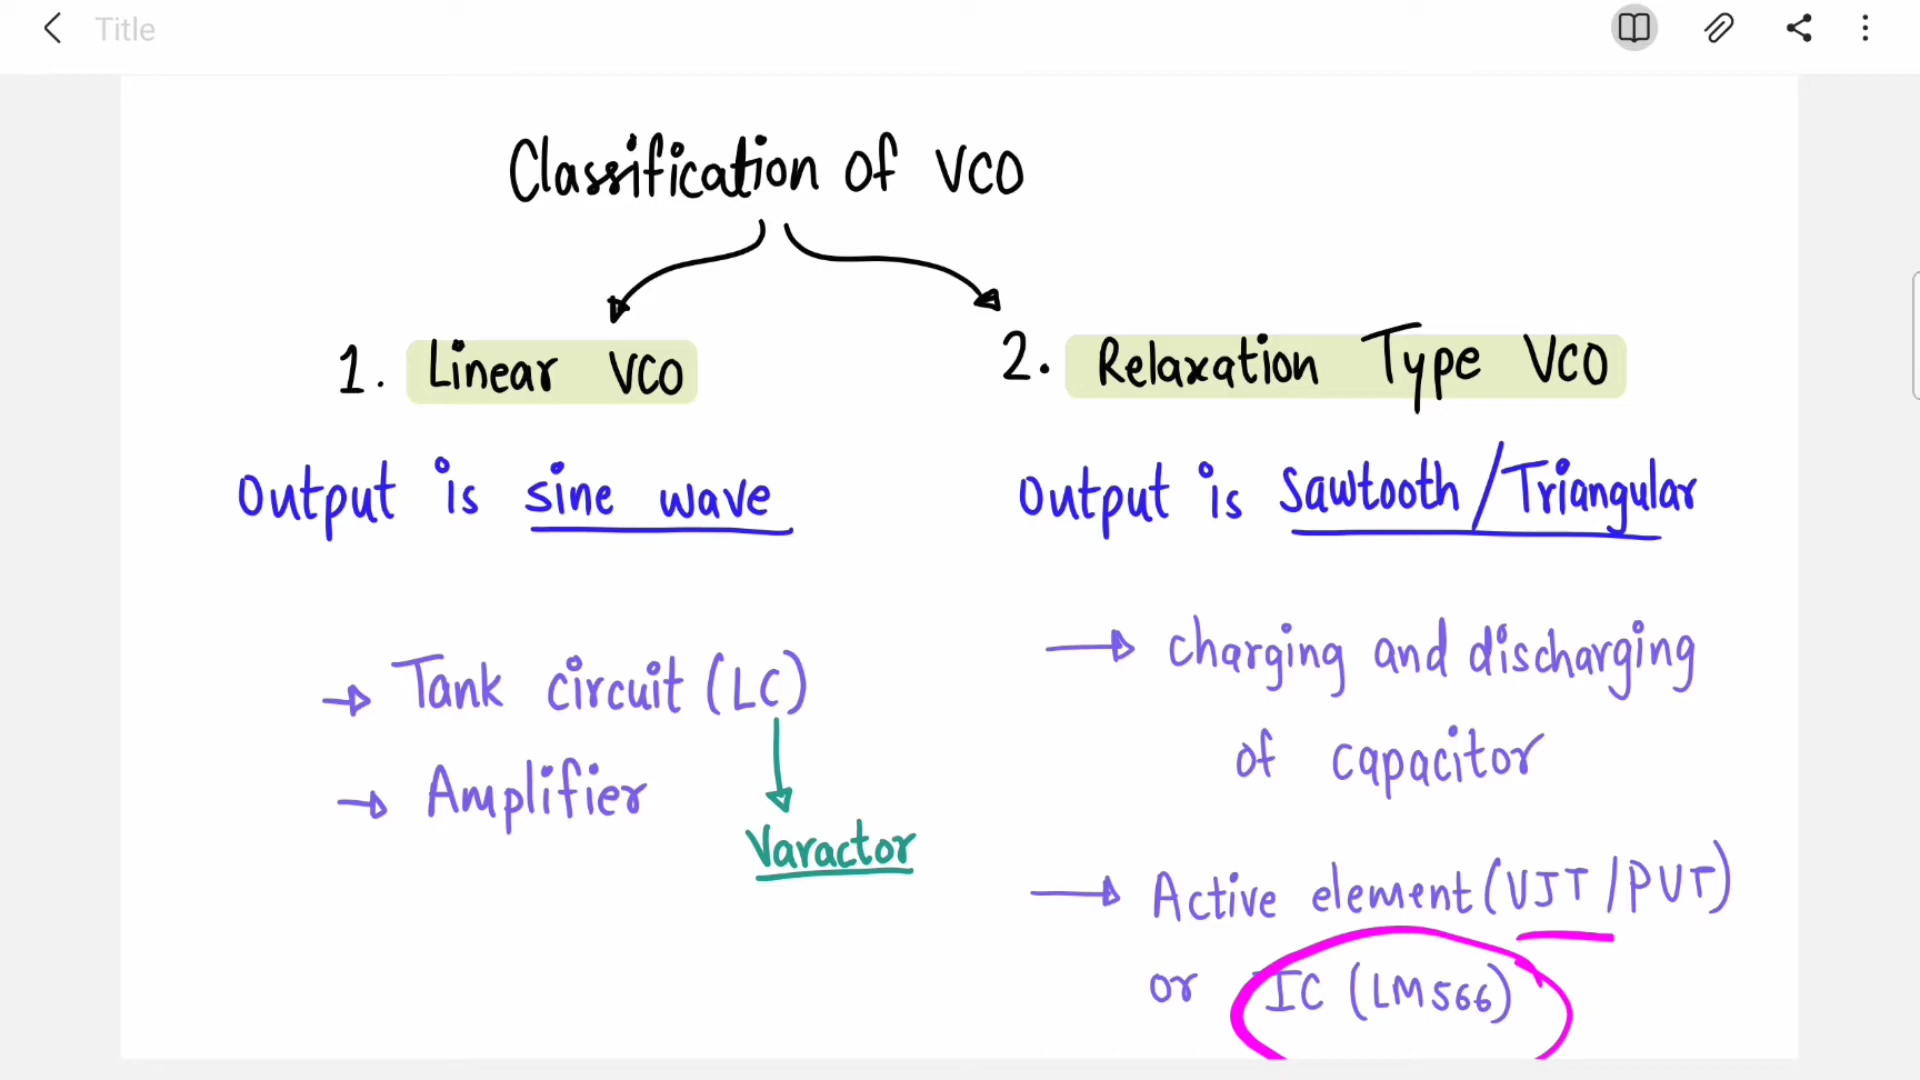 Title
Classification of VCO
1. Linear VCO
Output is sine wave
→ Tank circuit (LC)
→ Amplifier
Varactor
2. Relaxation Type VCO
Output is Sawtooth/Triangular
→ charging and discharging
of capacitor
→ Active element (UJT/PUT)
or IC (LM566)